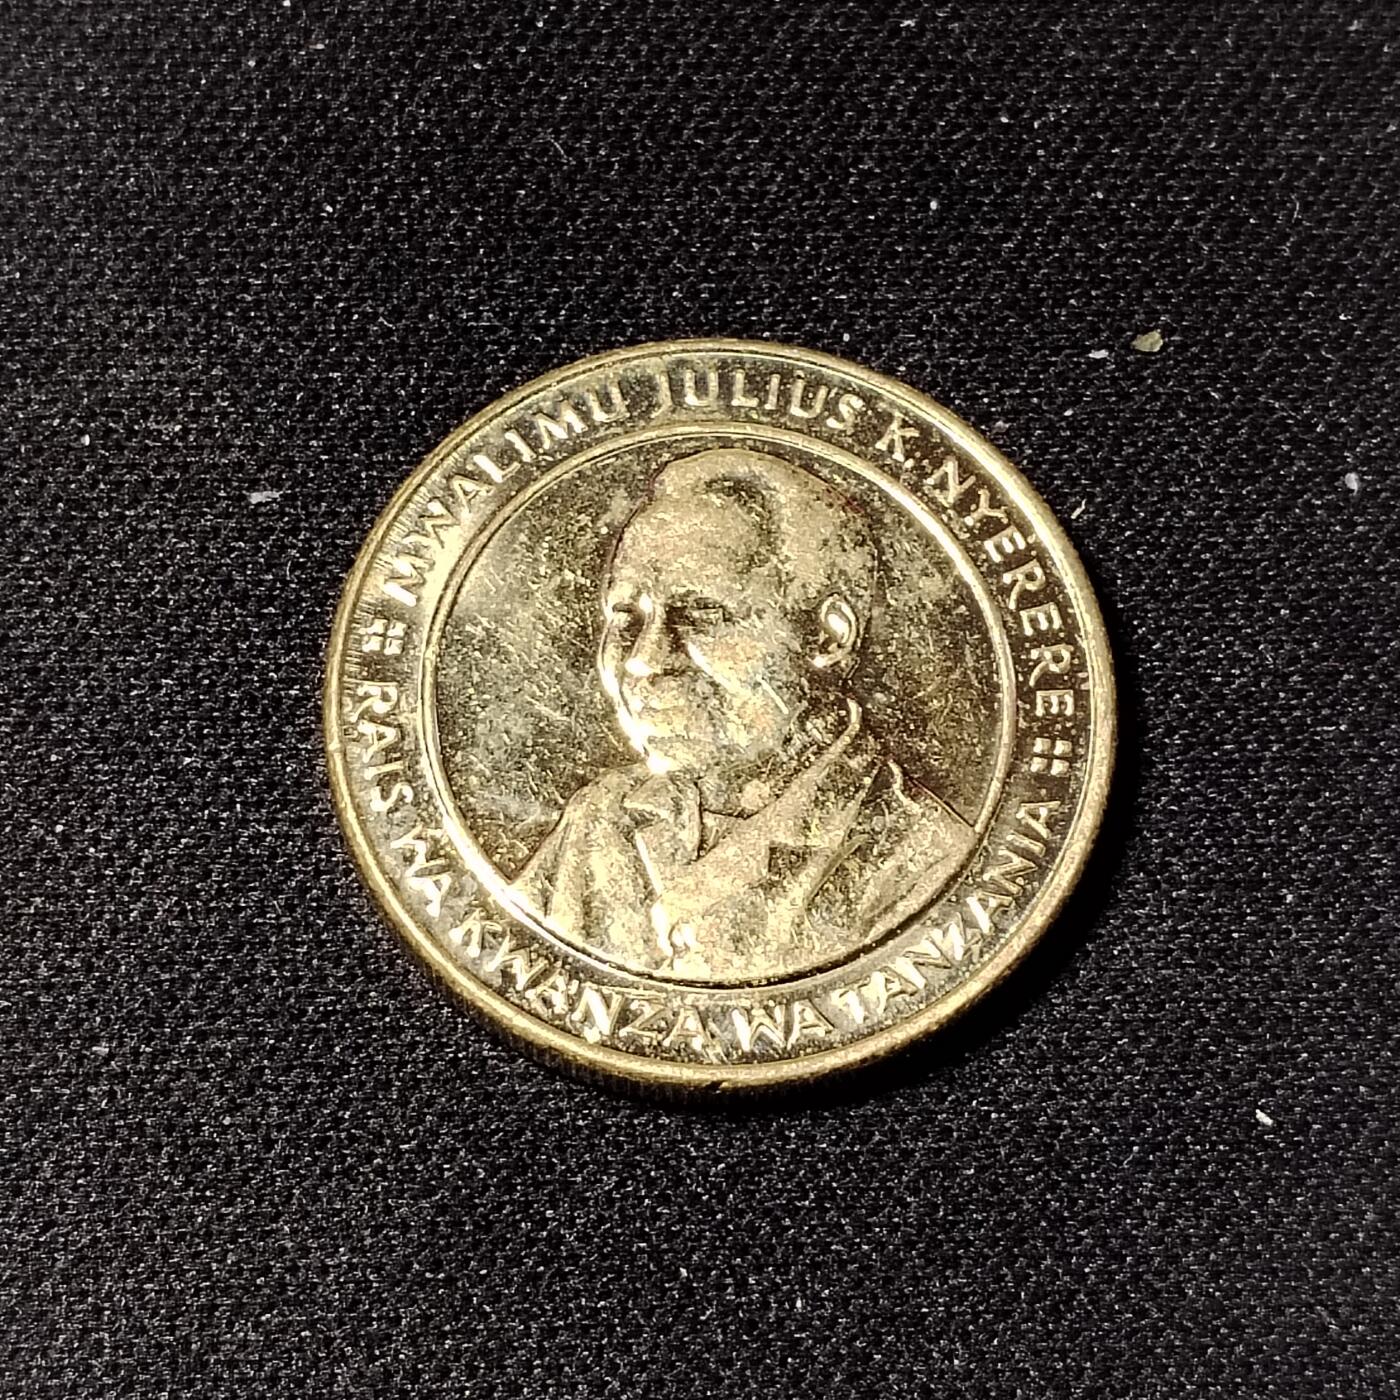 MWALIMU JULIUS K. NYERERE
RAIS WA KWANZA WA TANZANIA